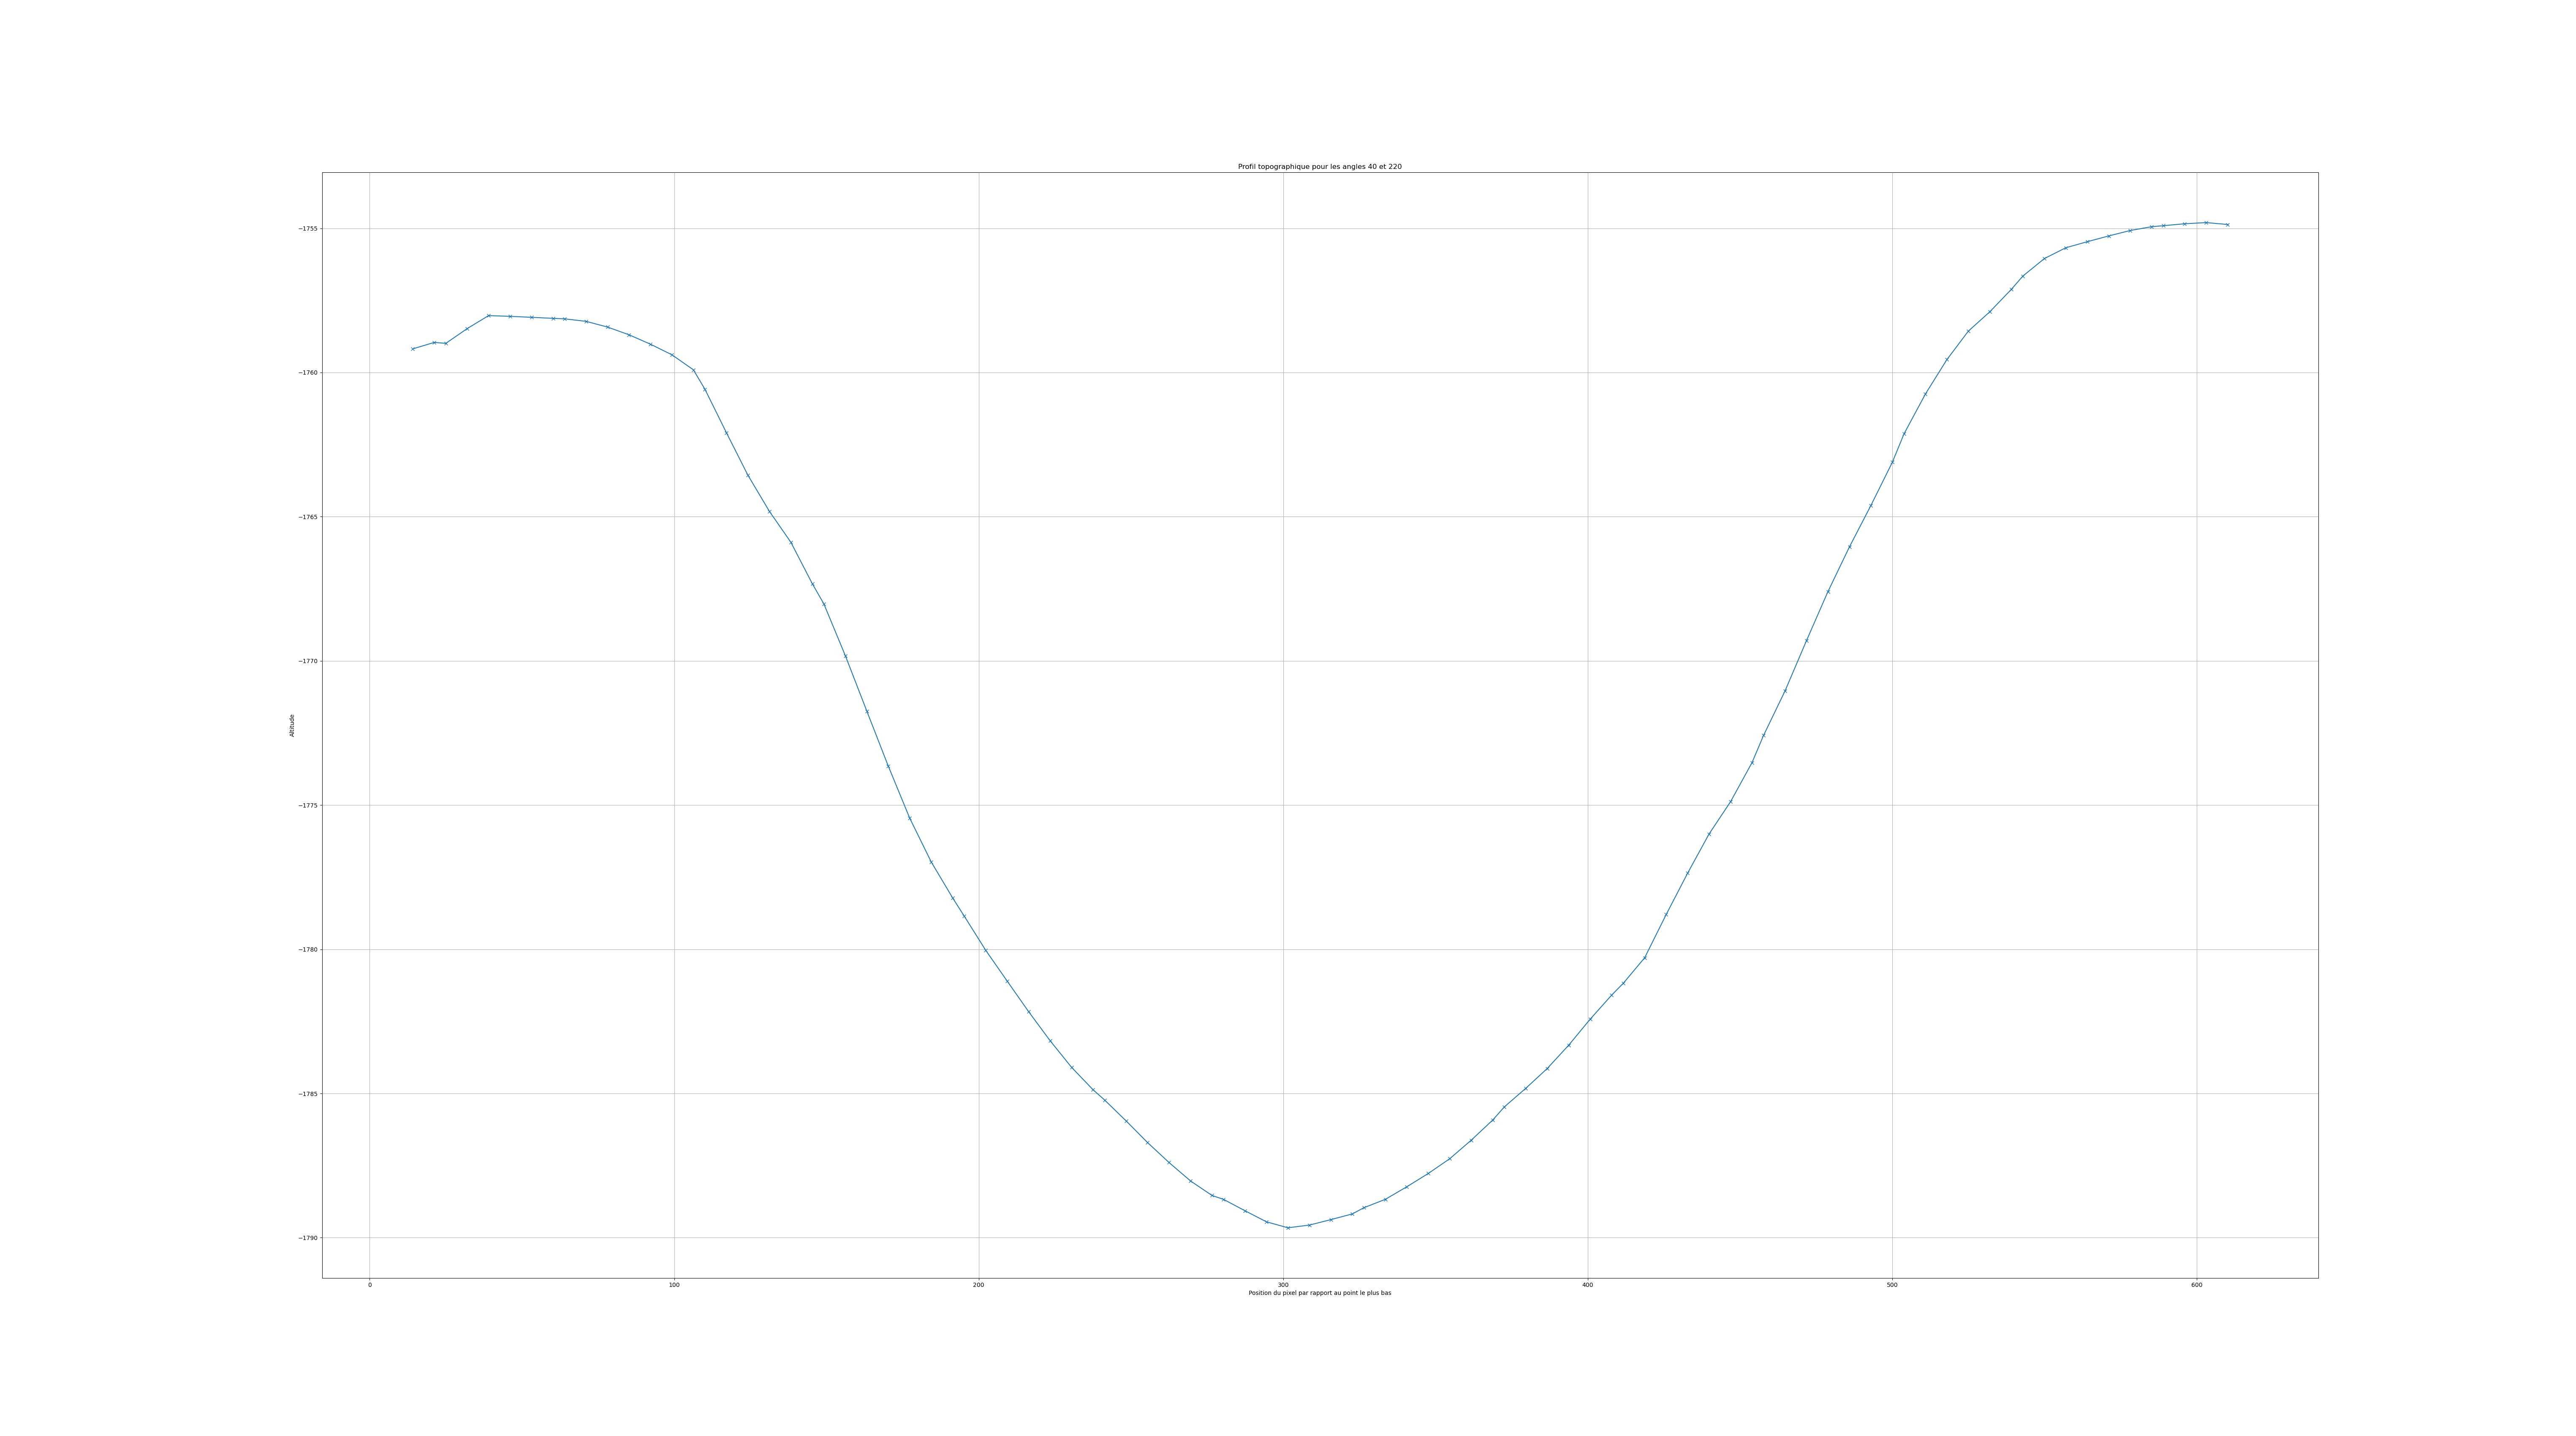 Profil topographique pour les angles 40 et 220
−1755
−1760
−1765
−1770
−1775
−1780
−1785
−1790
Altitude
0 100 200 300 400 500 600
Position du pixel par rapport au point le plus bas